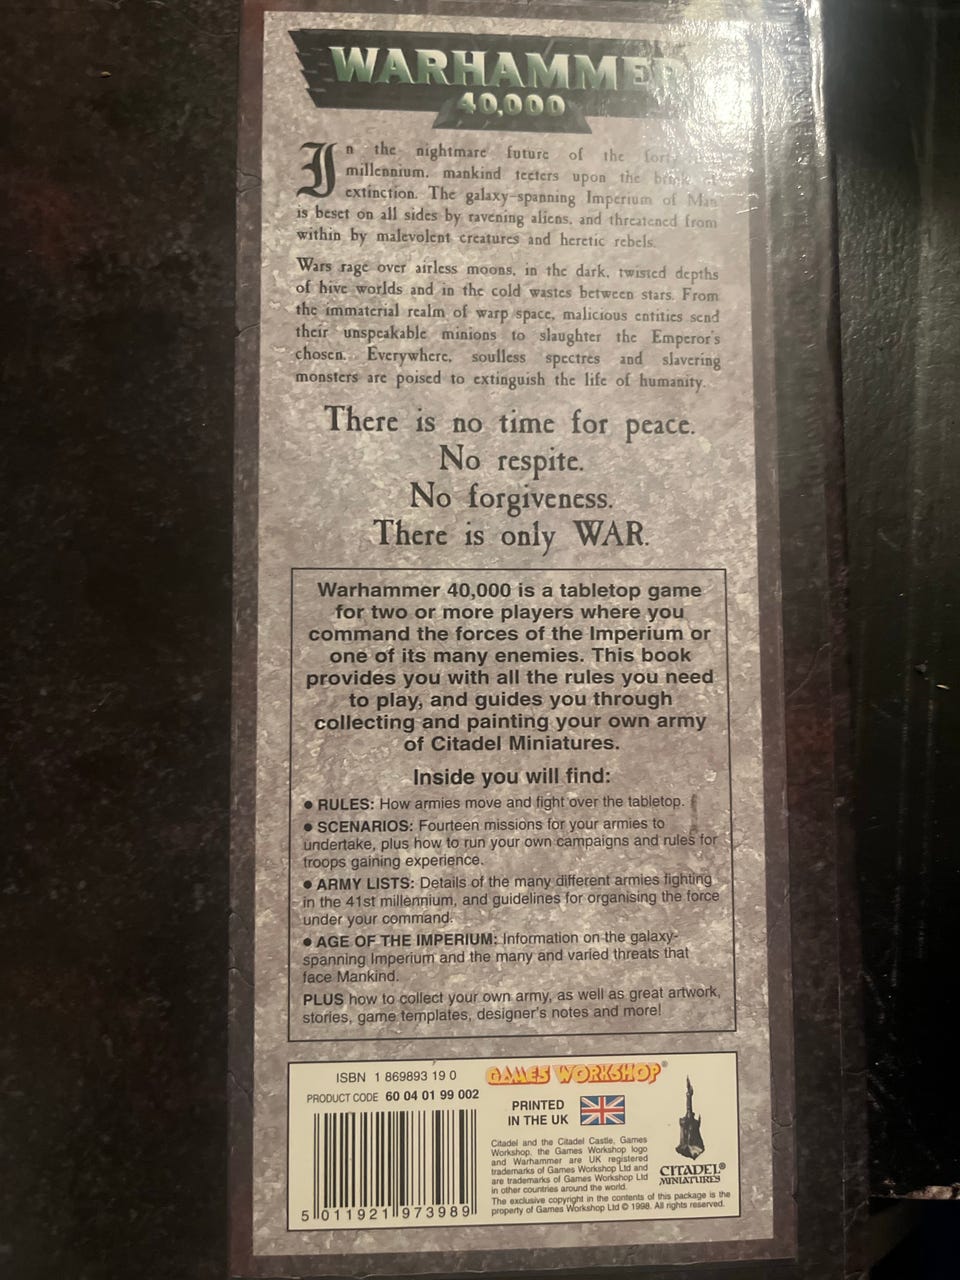 WARHAMMER
40,000
In the nightmare future of the
millennium, mankind teeters upon the
extinction. The galaxy-spanning Imperium of Man
is beset on all sides by ravening aliens, and threatened from
within by malevolent creatures and heretic rebels.
Wars rage over airless moons, in the dark, twisted depths
of hive worlds and in the cold wastes between stars. From
the immaterial realm of warp space, malicious entities send
their unspeakable minions to slaughter the Emperor's
chosen. Everywhere, soulless spectres and slavering
monsters are poised to extinguish the life of humanity.
There is no time for peace.
No respite.
No forgiveness.
There is only WAR.
Warhammer 40,000 is a tabletop game
for two or more players where you
command the forces of the Imperium or
one of its many enemies. This book
provides you with all the rules you need
to play, and guides you through
collecting and painting your own army
of Citadel Miniatures.
Inside you will find:
● RULES: How armies move and fight over the tabletop.
● SCENARIOS: Fourteen missions for your armies to
undertake, plus how to run your own campaigns and rules for
troops gaining experience.
● ARMY LISTS: Details of the many different armies fighting
in the 41st millennium, and guidelines for organising the force
under your command.
● AGE OF THE IMPERIUM: Information on the galaxy-
spanning Imperium and the many and varied threats that
face Mankind.
PLUS how to collect your own army, as well as great artwork,
stories, game templates, designer's notes and more!
ISBN 1 869893 19 0
PRODUCT CODE 60 04 01 99 002
5 011921 973989
GAMES WORKSHOP®
PRINTED
IN THE UK
Citadel and the Citadel Castle, Games
Workshop, the Games Workshop logo
and Warhammer are UK registered
trademarks of Games Workshop Ltd and
are trademarks of Games Workshop Ltd
in other countries around the world.
The exclusive copyright in the contents of this package is the
property of Games Workshop Ltd © 1998. All rights reserved.
CITADEL®
MINIATURES